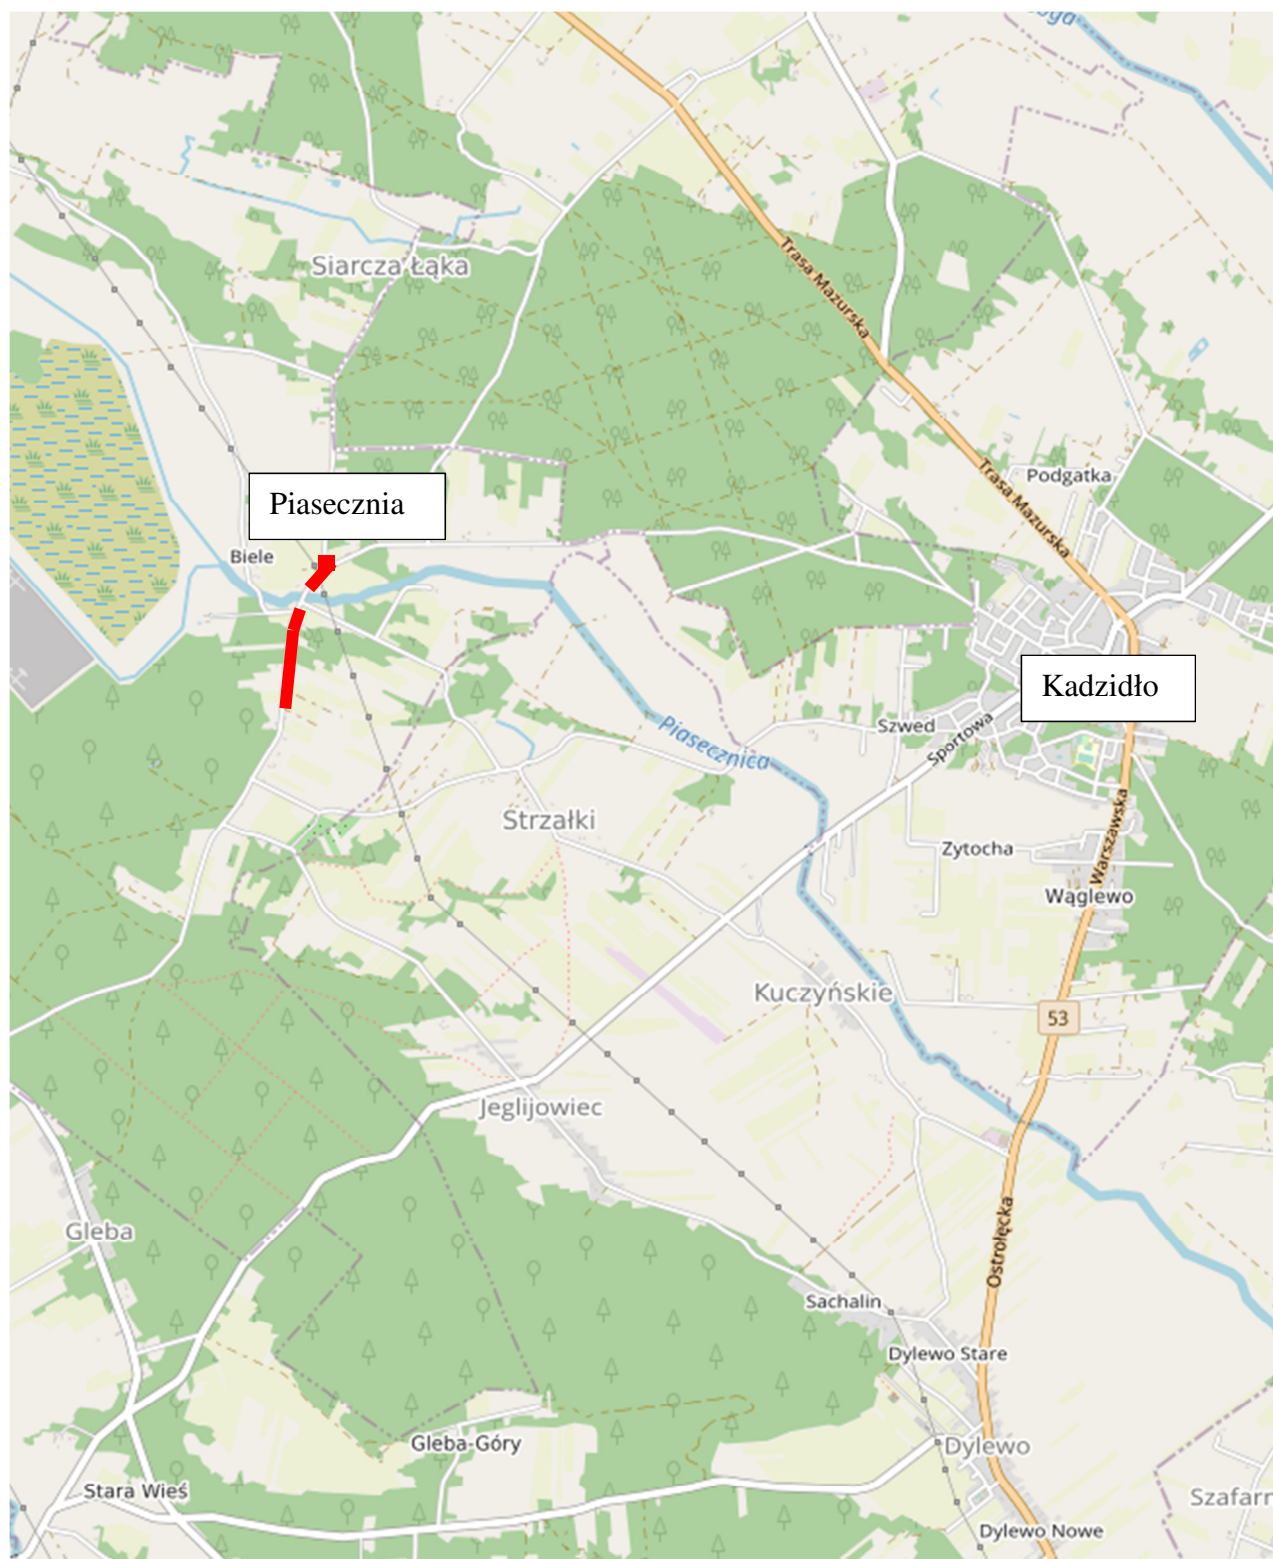 Siarcza Łąka
Trasa Mazurska
Trasa Mazurska
Podgatka
Piasecznia
Biele
Kadzidło
Szwed
Sportowa
Piasecznica
Strzałki
Zytocha
Warszawska
Wąglewo
Kuczyńskie
53
Jeglijowiec
Gleba
Ostrołęcka
Sachalin
Dylewo Stare
Gleba-Góry
Dylewo
Stara Wieś
Szafarn
Dylewo Nowe